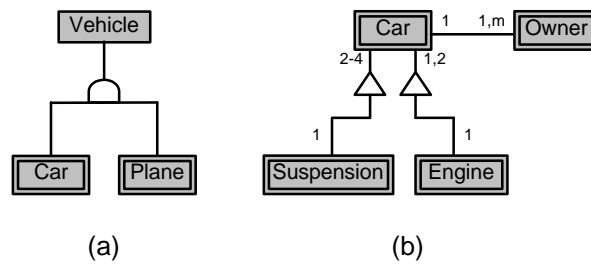 Vehicle
Car
Plane
(a)
Car
1
1,m
Owner
2-4
1,2
1
1
Suspension
Engine
(b)